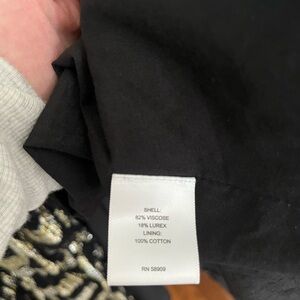 SHELL:
82% VISCOSE
18% LUREX
LINING:
100% COTTON
RN 58909